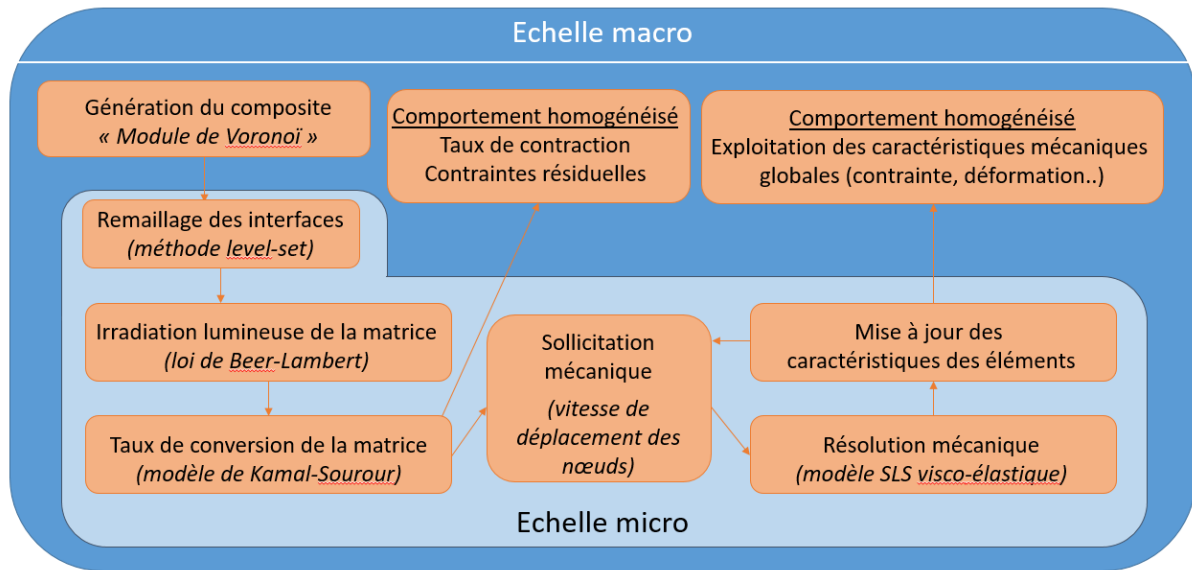 Echelle macro
Génération du composite
« Module de Voronoï »
Comportement homogénéisé
Taux de contraction
Contraintes résiduelles
Comportement homogénéisé
Exploitation des caractéristiques mécaniques
globales (contrainte, déformation..)
Remaillage des interfaces
(méthode level-set)
Irradiation lumineuse de la matrice
(loi de Beer-Lambert)
Taux de conversion de la matrice
(modèle de Kamal-Sourour)
Sollicitation
mécanique
(vitesse de
déplacement des
nœuds)
Mise à jour des
caractéristiques des éléments
Résolution mécanique
(modèle SLS visco-élastique)
Echelle micro